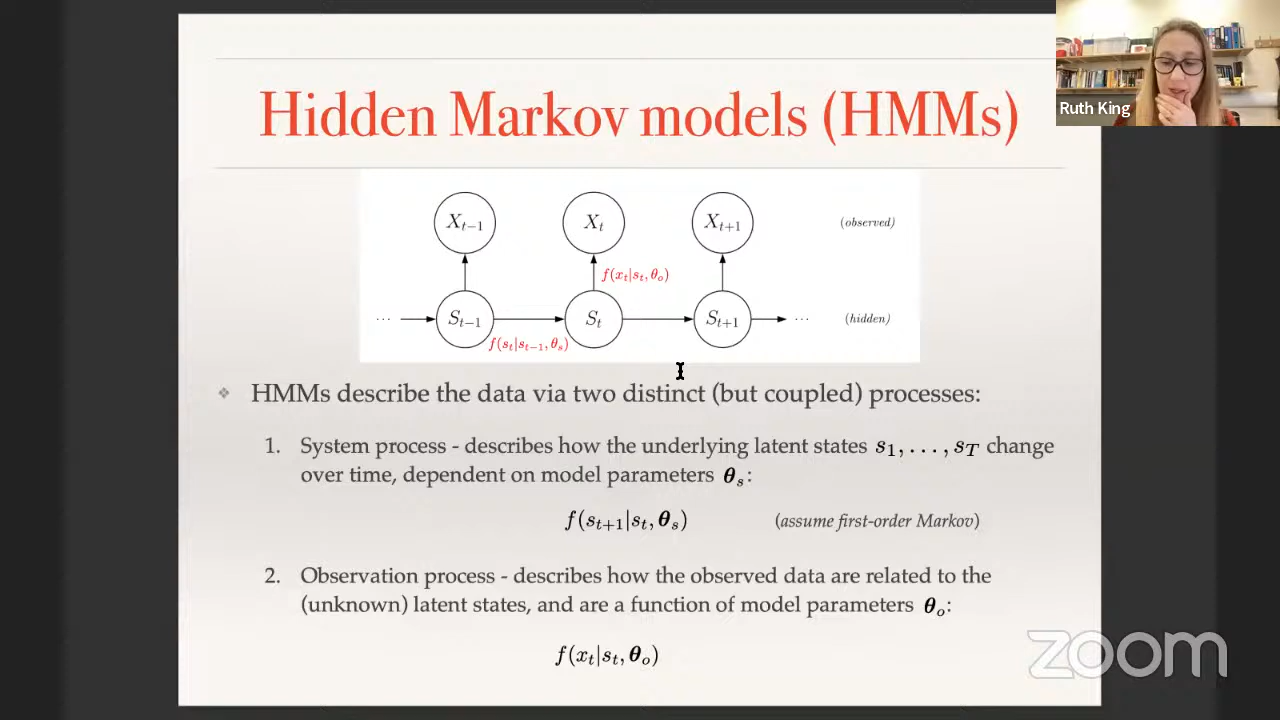 Hidden Markov models (HMMs)
Ruth King
X_{t-1} X_t X_{t+1} (observed)
f(x_t|s_t, θ_o)
... S_{t-1} S_t S_{t+1} ... (hidden)
f(s_t|s_{t-1}, θ_s)
❖ HMMs describe the data via two distinct (but coupled) processes:
1. System process - describes how the underlying latent states s_1, . . . , s_T change
over time, dependent on model parameters θ_s:
f(s_{t+1}|s_t, θ_s) (assume first-order Markov)
2. Observation process - describes how the observed data are related to the
(unknown) latent states, and are a function of model parameters θ_o:
f(x_t|s_t, θ_o)
zoom